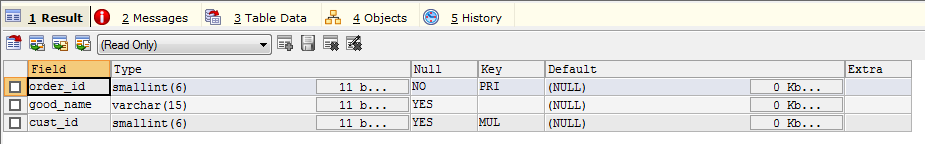 1 Result 2 Messages 3 Table Data 4 Objects 5 History
(Read Only)
Field Type Null Key Default Extra
order_id smallint(6) 11 b... NO PRI (NULL) 0 Kb...
good_name varchar(15) 11 b... YES (NULL) 0 Kb...
cust_id smallint(6) 11 b... YES MUL (NULL) 0 Kb...